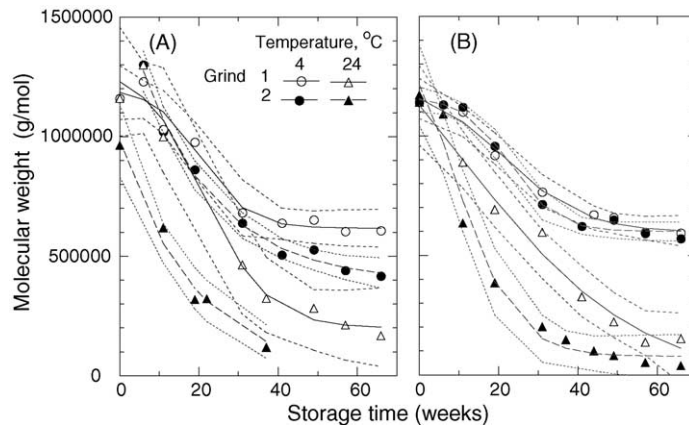 1500000
(A)
Temperature, °C
Grind 4 24
1
2
(B)
1000000
500000
0
Molecular weight (g/mol)
0 20 40 60 0 20 40 60
Storage time (weeks)